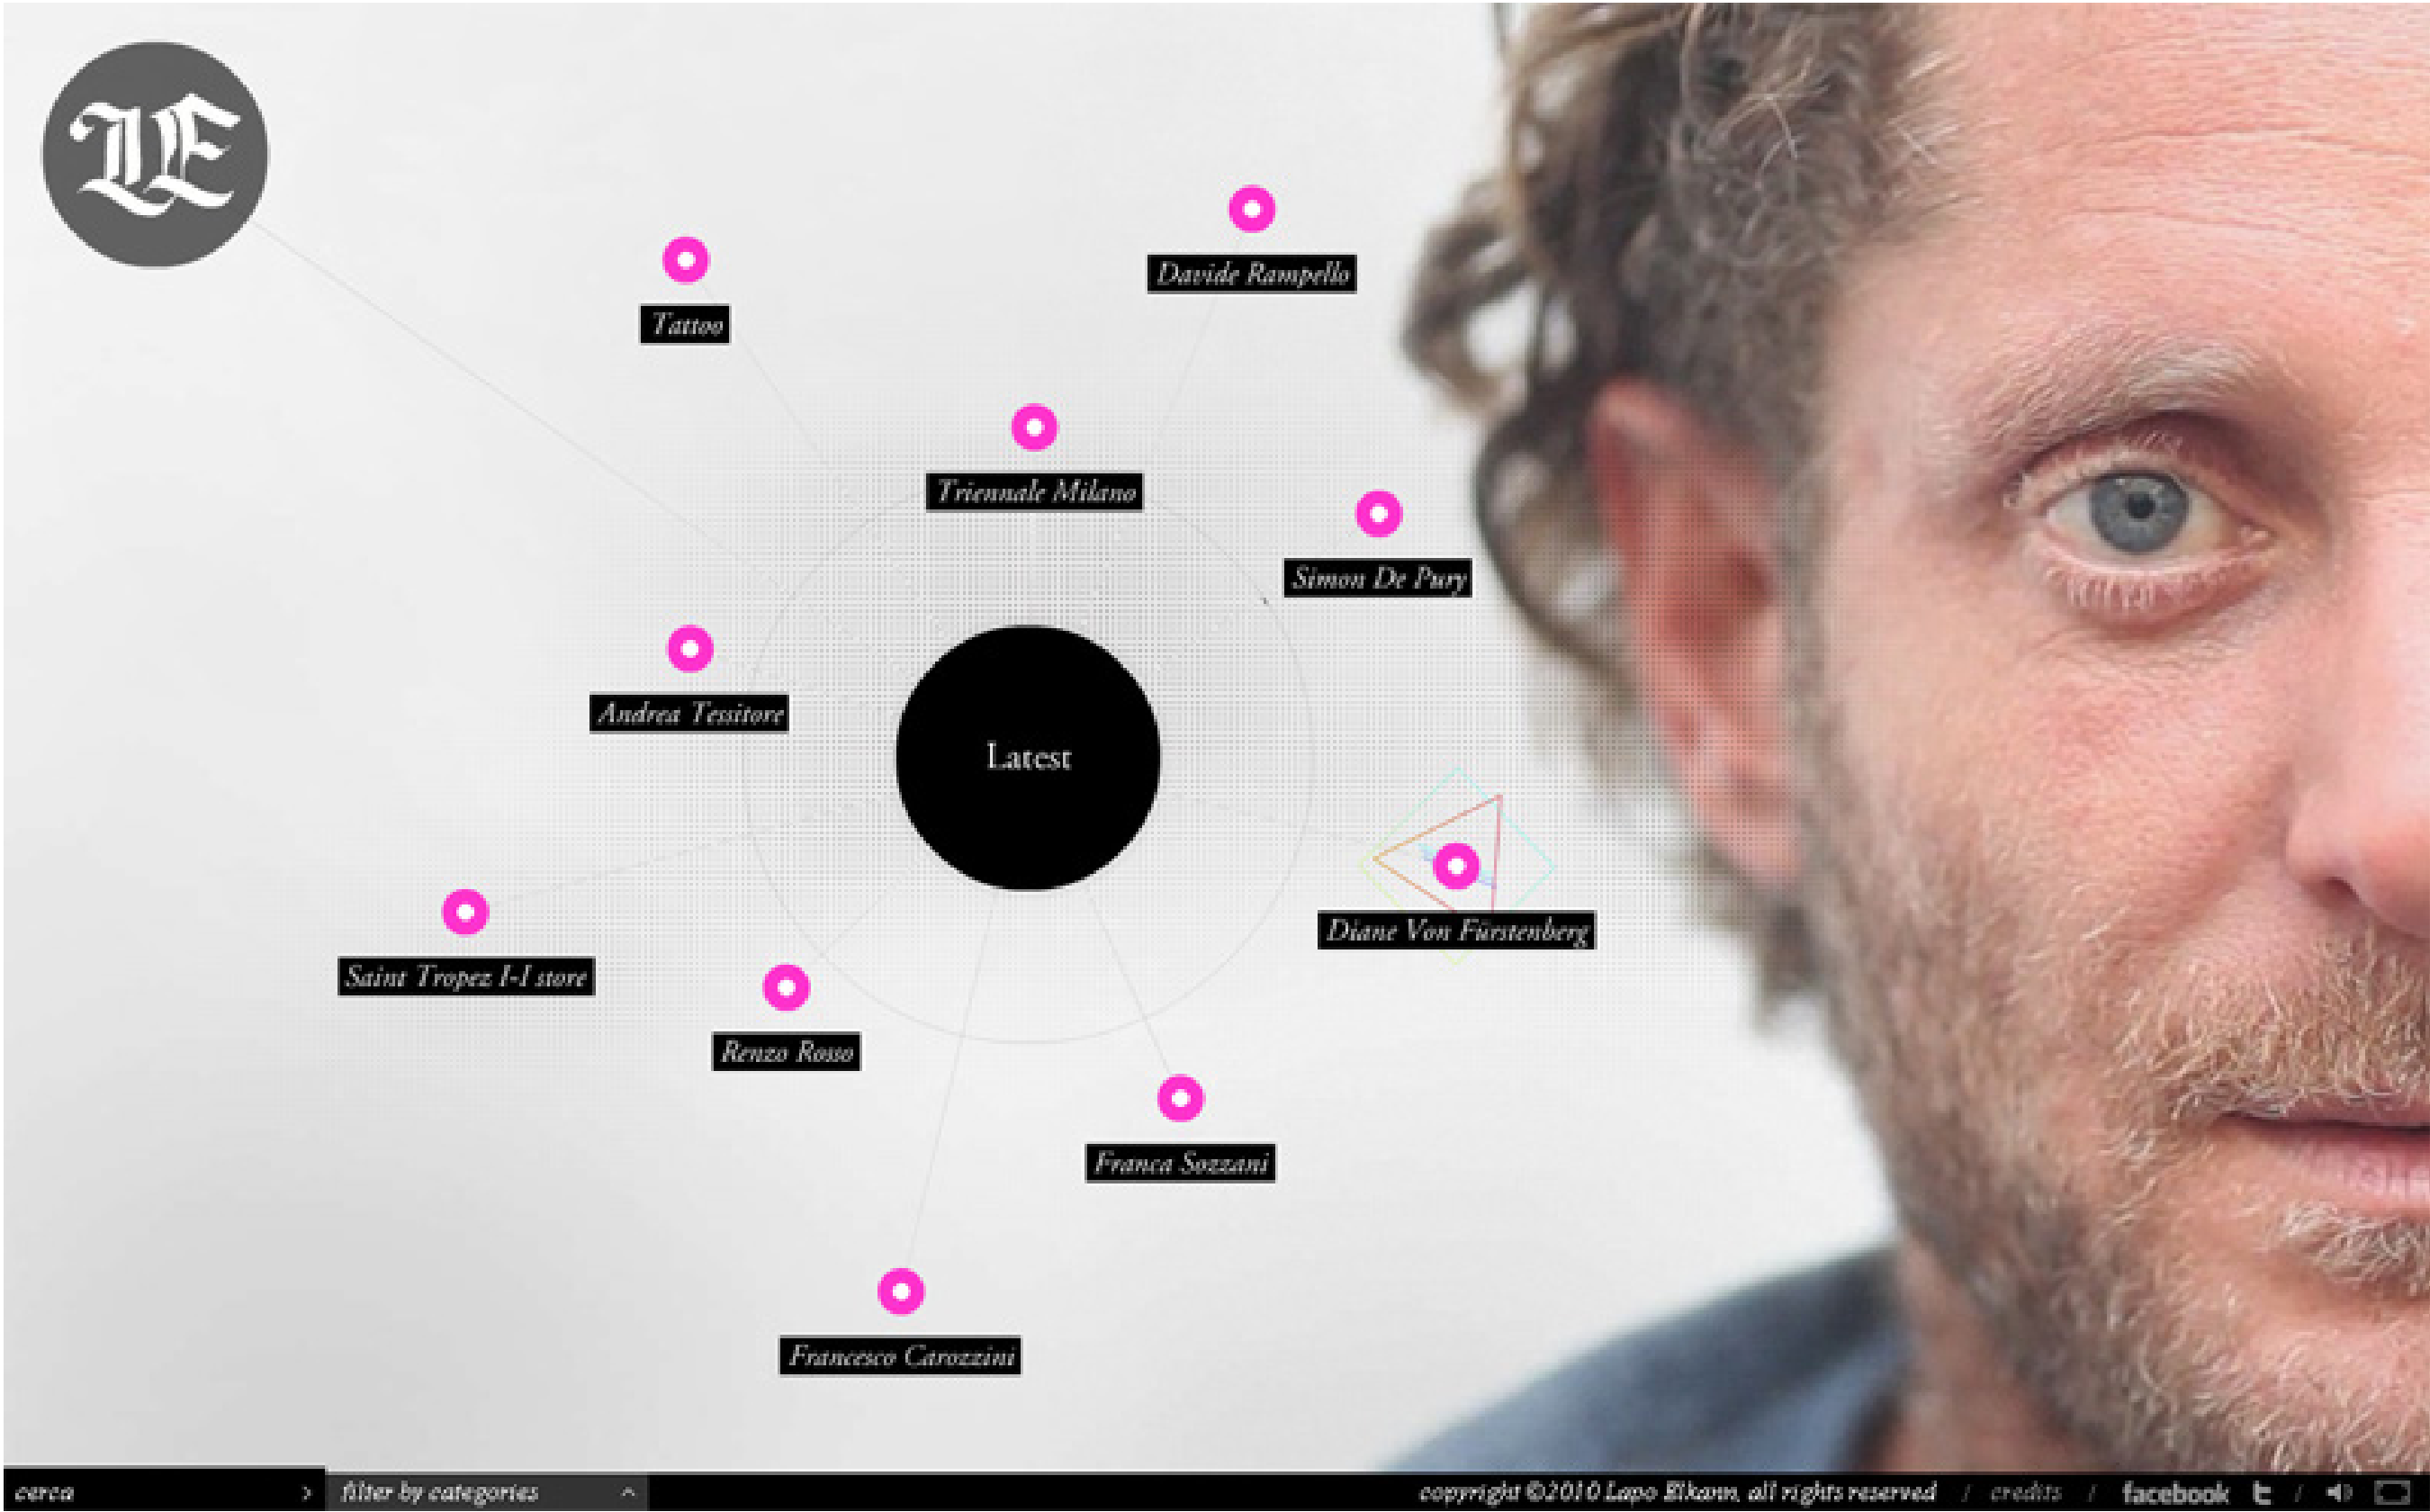 LE
Davide Rampello
Tattoo
Triennale Milano
Simon De Pury
Andrea Tessitore
Latest
Diane Von Fürstenberg
Saint Tropez I-I store
Renzo Rosso
Franca Sozzani
Francesco Carozzini
cerca >
filter by categories ^
copyright ©2010 Lapo Elkann, all rights reserved / credits / facebook t /